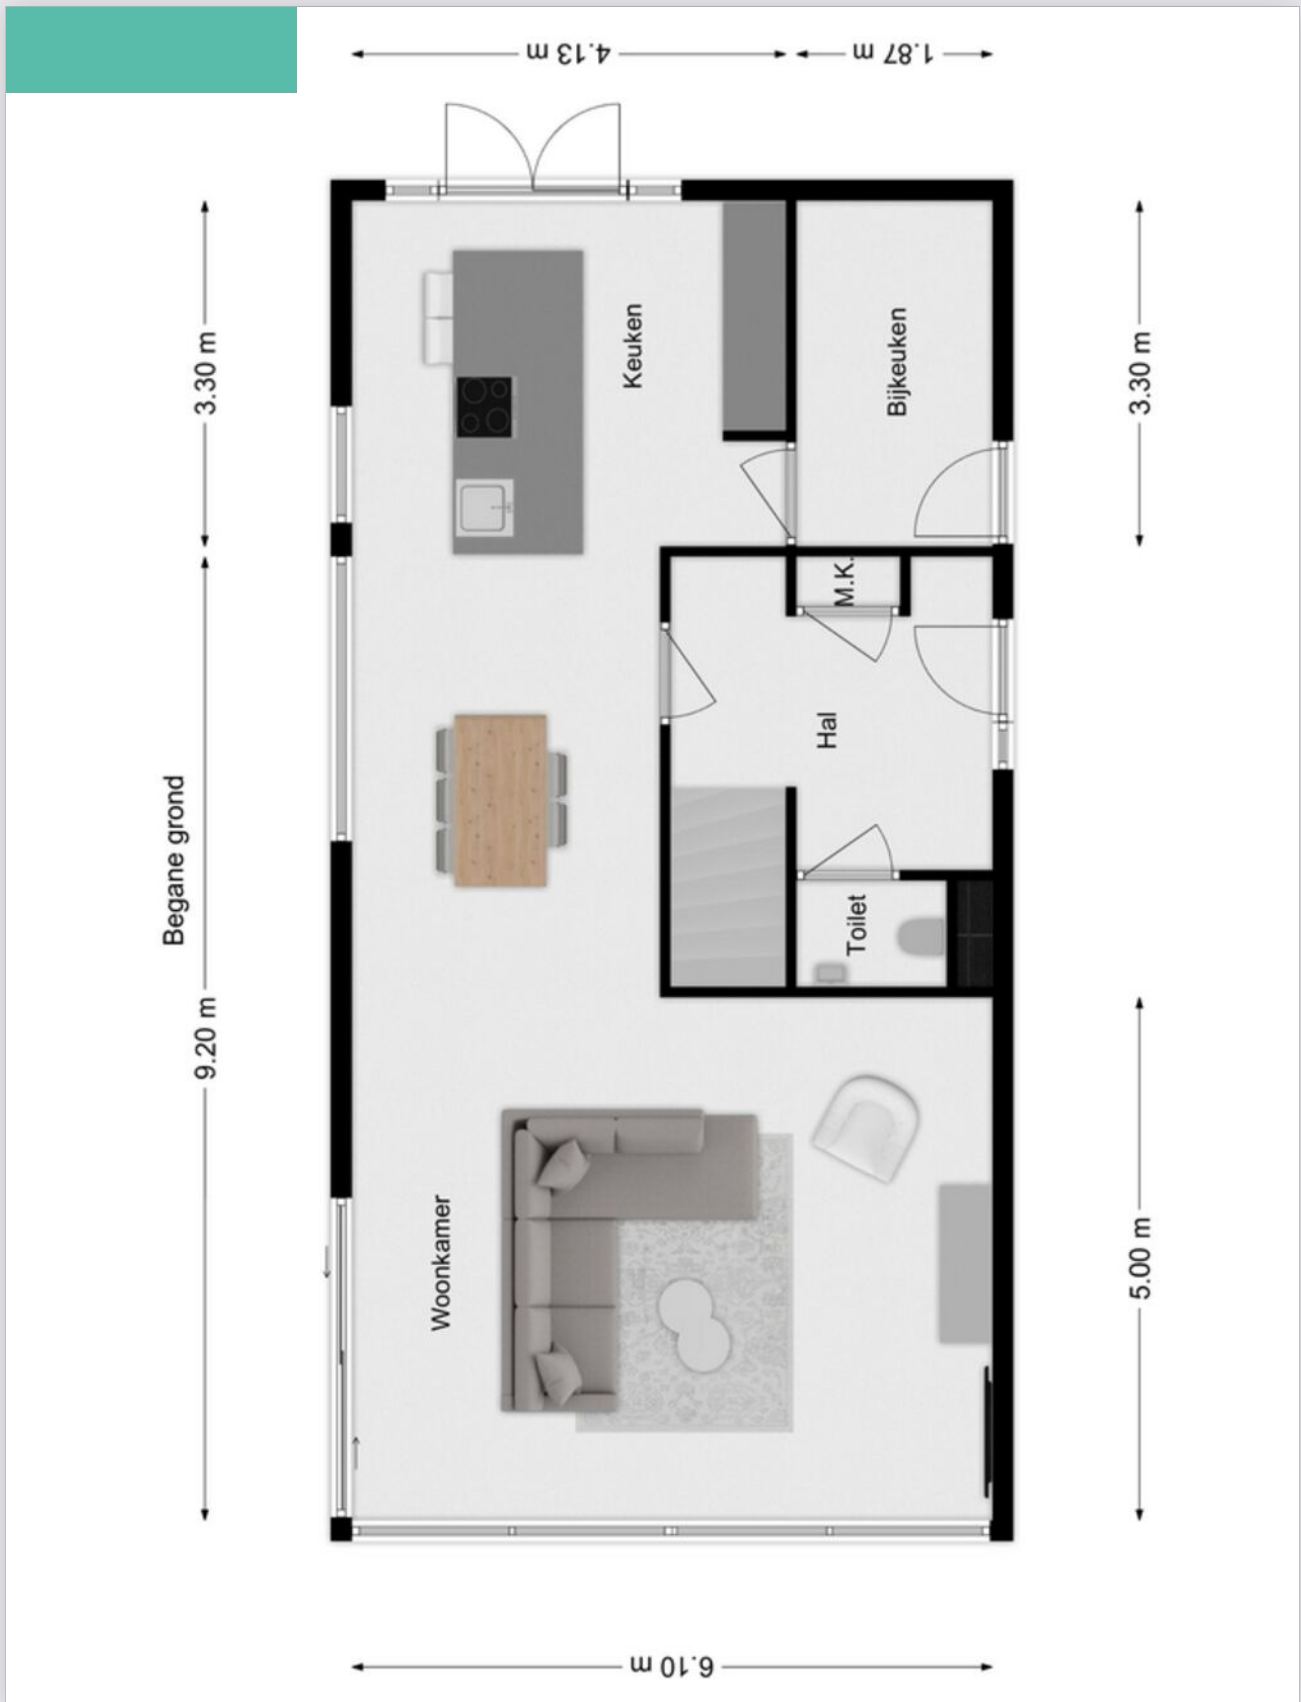 4.13 m
1.87 m
3.30 m
3.30 m
Keuken
Bijkeuken
M.K.
Hal
Begane grond
Toilet
9.20 m
Woonkamer
5.00 m
6.10 m